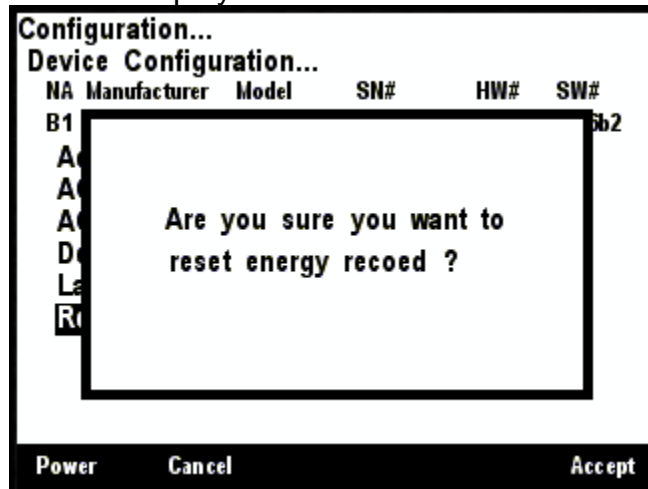 Configuration...
Device Configuration...
NA Manufacturer Model SN# HW# SW#
B1 6b2
Are you sure you want to
reset energy recoed ?
Power Cancel Accept